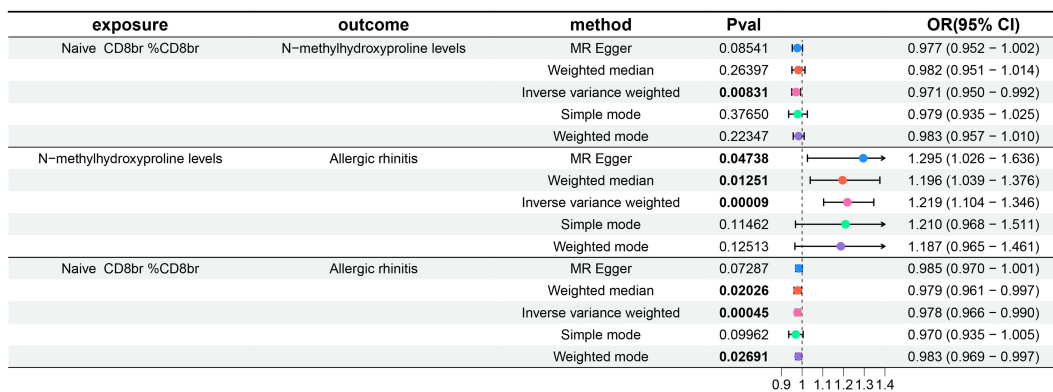 exposure outcome method Pval OR(95% CI)
Naive CD8br %CD8br N−methylhydroxyproline levels MR Egger 0.08541 0.977 (0.952 − 1.002)
Weighted median 0.26397 0.982 (0.951 − 1.014)
Inverse variance weighted 0.00831 0.971 (0.950 − 0.992)
Simple mode 0.37650 0.979 (0.935 − 1.025)
Weighted mode 0.22347 0.983 (0.957 − 1.010)
N−methylhydroxyproline levels Allergic rhinitis MR Egger 0.04738 1.295 (1.026 − 1.636)
Weighted median 0.01251 1.196 (1.039 − 1.376)
Inverse variance weighted 0.00009 1.219 (1.104 − 1.346)
Simple mode 0.11462 1.210 (0.968 − 1.511)
Weighted mode 0.12513 1.187 (0.965 − 1.461)
Naive CD8br %CD8br Allergic rhinitis MR Egger 0.07287 0.985 (0.970 − 1.001)
Weighted median 0.02026 0.979 (0.961 − 0.997)
Inverse variance weighted 0.00045 0.978 (0.966 − 0.990)
Simple mode 0.09962 0.970 (0.935 − 1.005)
Weighted mode 0.02691 0.983 (0.969 − 0.997)
0.9 1 1.1 1.2 1.3 1.4